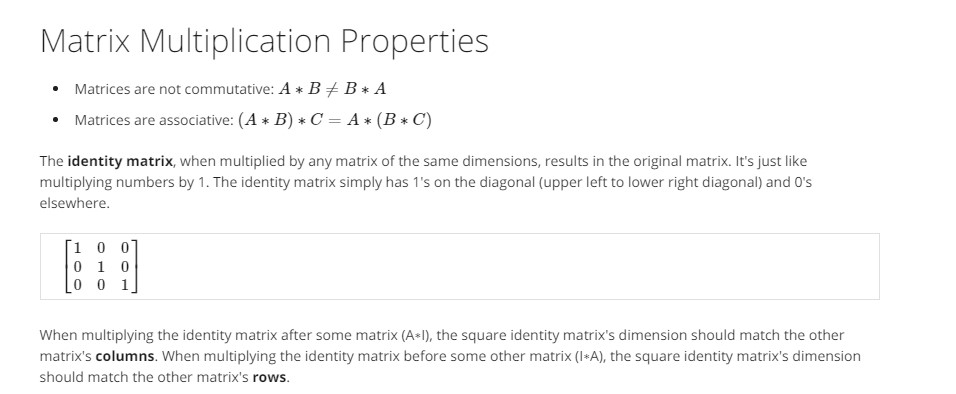 Matrix Multiplication Properties
• Matrices are not commutative: A ∗ B ≠ B ∗ A
• Matrices are associative: (A ∗ B) ∗ C = A ∗ (B ∗ C)
The identity matrix, when multiplied by any matrix of the same dimensions, results in the original matrix. It's just like
multiplying numbers by 1. The identity matrix simply has 1's on the diagonal (upper left to lower right diagonal) and 0's
elsewhere.
1 0 0
0 1 0
0 0 1
When multiplying the identity matrix after some matrix (A∗I), the square identity matrix's dimension should match the other
matrix's columns. When multiplying the identity matrix before some other matrix (I∗A), the square identity matrix's dimension
should match the other matrix's rows.